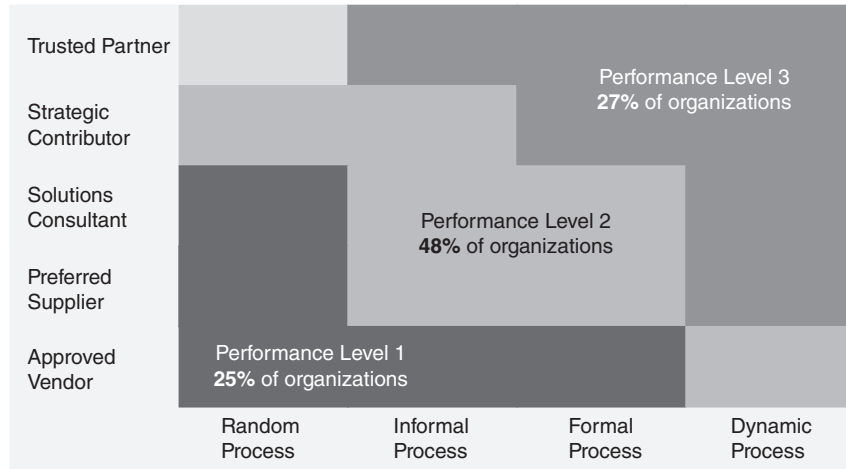 Trusted Partner
Performance Level 3
27% of organizations
Strategic
Contributor
Solutions
Consultant
Performance Level 2
48% of organizations
Preferred
Supplier
Approved
Vendor
Performance Level 1
25% of organizations
Random
Process
Informal
Process
Formal
Process
Dynamic
Process